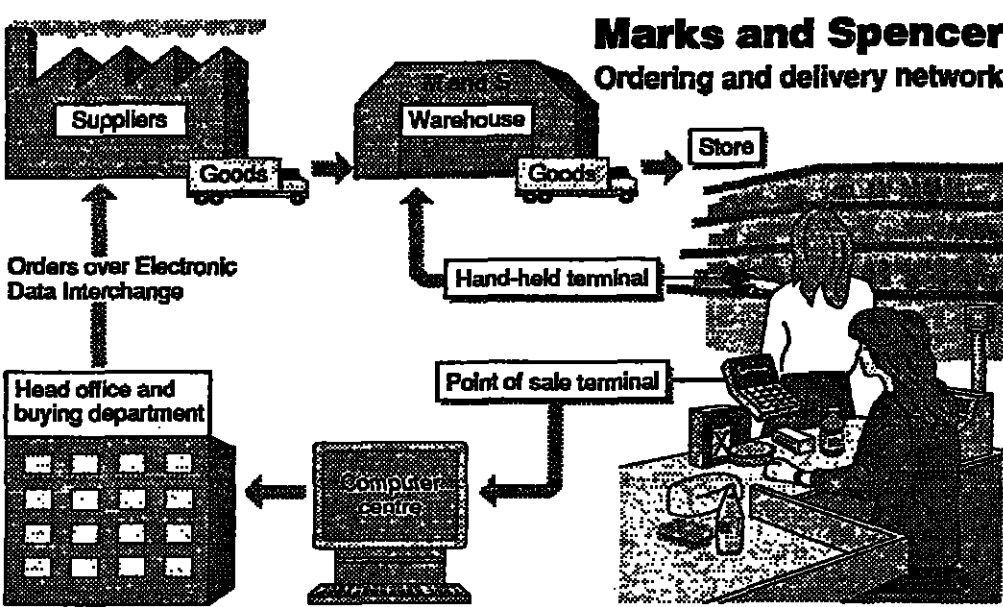 Marks and Spencer
Ordering and delivery network
Suppliers
M and S
Warehouse
Goods
Goods
Store
Orders over Electronic
Data Interchange
Hand-held terminal
Point of sale terminal
Head office and
buying department
Computer
centre